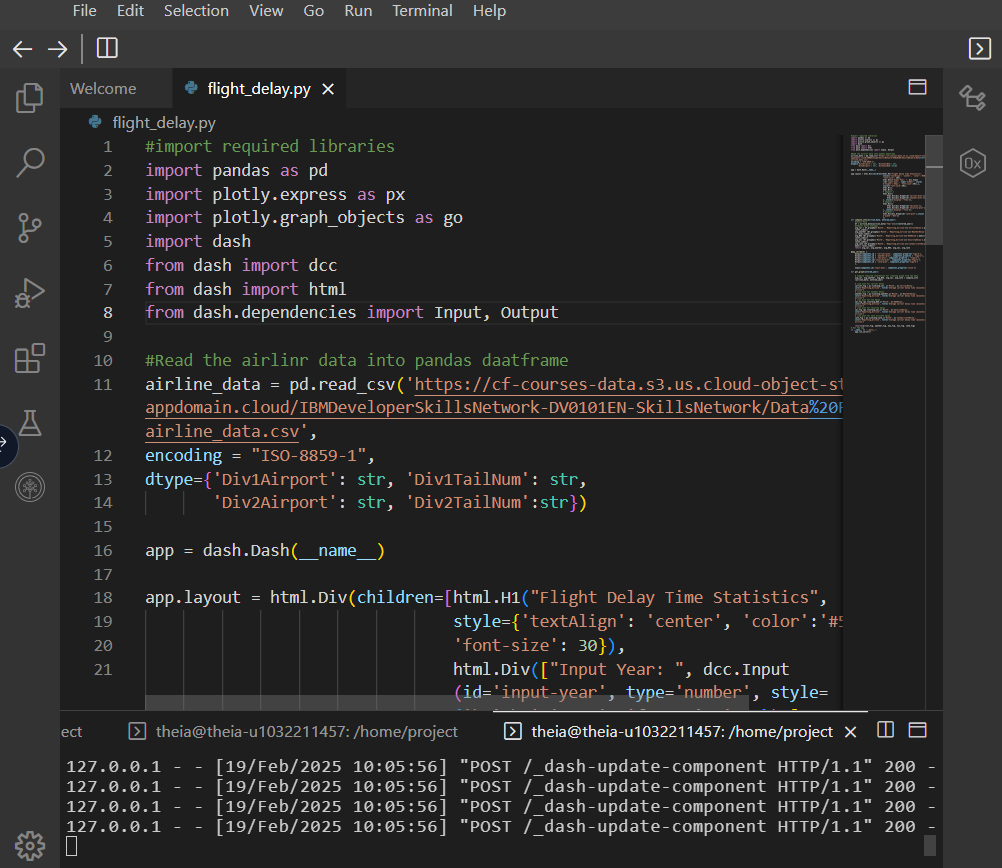 File Edit Selection View Go Run Terminal Help
Welcome flight_delay.py
flight_delay.py
1 #import required libraries
2 import pandas as pd
3 import plotly.express as px
4 import plotly.graph_objects as go
5 import dash
6 from dash import dcc
7 from dash import html
8 from dash.dependencies import Input, Output
9
10 #Read the airlinr data into pandas daatframe
11 airline_data = pd.read_csv('https://cf-courses-data.s3.us.cloud-object-st
appdomain.cloud/IBMDeveloperSkillsNetwork-DV0101EN-SkillsNetwork/Data%20F
airline_data.csv',
12 encoding = "ISO-8859-1",
13 dtype={'Div1Airport': str, 'Div1TailNum': str,
14 'Div2Airport': str, 'Div2TailNum':str})
15
16 app = dash.Dash(__name__)
17
18 app.layout = html.Div(children=[html.H1("Flight Delay Time Statistics",
19 style={'textAlign': 'center', 'color':'#5
20 'font-size': 30}),
21 html.Div(["Input Year: ", dcc.Input
(id='input-year', type='number', style=
ect theia@theia-u1032211457: /home/project theia@theia-u1032211457: /home/project
127.0.0.1 - - [19/Feb/2025 10:05:56] "POST /_dash-update-component HTTP/1.1" 200 -
127.0.0.1 - - [19/Feb/2025 10:05:56] "POST /_dash-update-component HTTP/1.1" 200 -
127.0.0.1 - - [19/Feb/2025 10:05:56] "POST /_dash-update-component HTTP/1.1" 200 -
127.0.0.1 - - [19/Feb/2025 10:05:56] "POST /_dash-update-component HTTP/1.1" 200 -